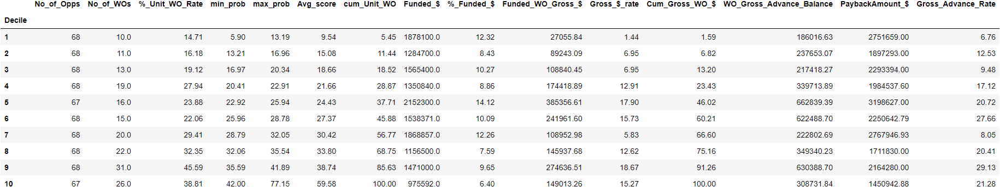 No_of_Opps No_of_WOs %_Unit_WO_Rate min_prob max_prob Avg_score cum_Unit_WO Funded_$ %_Funded_$ Funded_WO_Gross_$ Gross_$_rate Cum_Gross_WO_$ WO_Gross_Advance_Balance PaybackAmount_$ Gross_Advance_Rate
Decile
1 68 10.0 14.71 5.90 13.19 9.54 5.45 1878100.0 12.32 27055.84 1.44 1.59 186016.63 2751659.00 6.76
2 68 11.0 16.18 13.21 16.96 15.08 11.44 1284700.0 8.43 89243.09 6.95 6.82 237653.07 1897293.00 12.53
3 68 13.0 19.12 16.97 20.34 18.66 18.52 1565400.0 10.27 108840.45 6.95 13.20 217418.27 2293394.00 9.48
4 68 19.0 27.94 20.41 22.91 21.66 28.87 1350840.0 8.86 174418.89 12.91 23.43 339713.89 1984537.60 17.12
5 67 16.0 23.88 22.92 25.94 24.43 37.71 2152300.0 14.12 385356.61 17.90 46.02 662839.39 3198627.00 20.72
6 68 15.0 22.06 25.96 28.78 27.37 45.88 1538371.0 10.09 241961.60 15.73 60.21 622488.70 2250642.79 27.66
7 68 20.0 29.41 28.79 32.05 30.42 56.77 1868857.0 12.26 108952.98 5.83 66.60 222802.69 2767946.93 8.05
8 68 22.0 32.35 32.06 35.54 33.80 68.75 1156500.0 7.59 145937.68 12.62 75.16 349340.23 1711830.00 20.41
9 68 31.0 45.59 35.59 41.89 38.74 85.63 1471000.0 9.65 274636.51 18.67 91.26 630388.70 2164280.00 29.13
10 67 26.0 38.81 42.00 77.15 59.58 100.00 975592.0 6.40 149013.26 15.27 100.00 308731.84 1450942.88 21.28